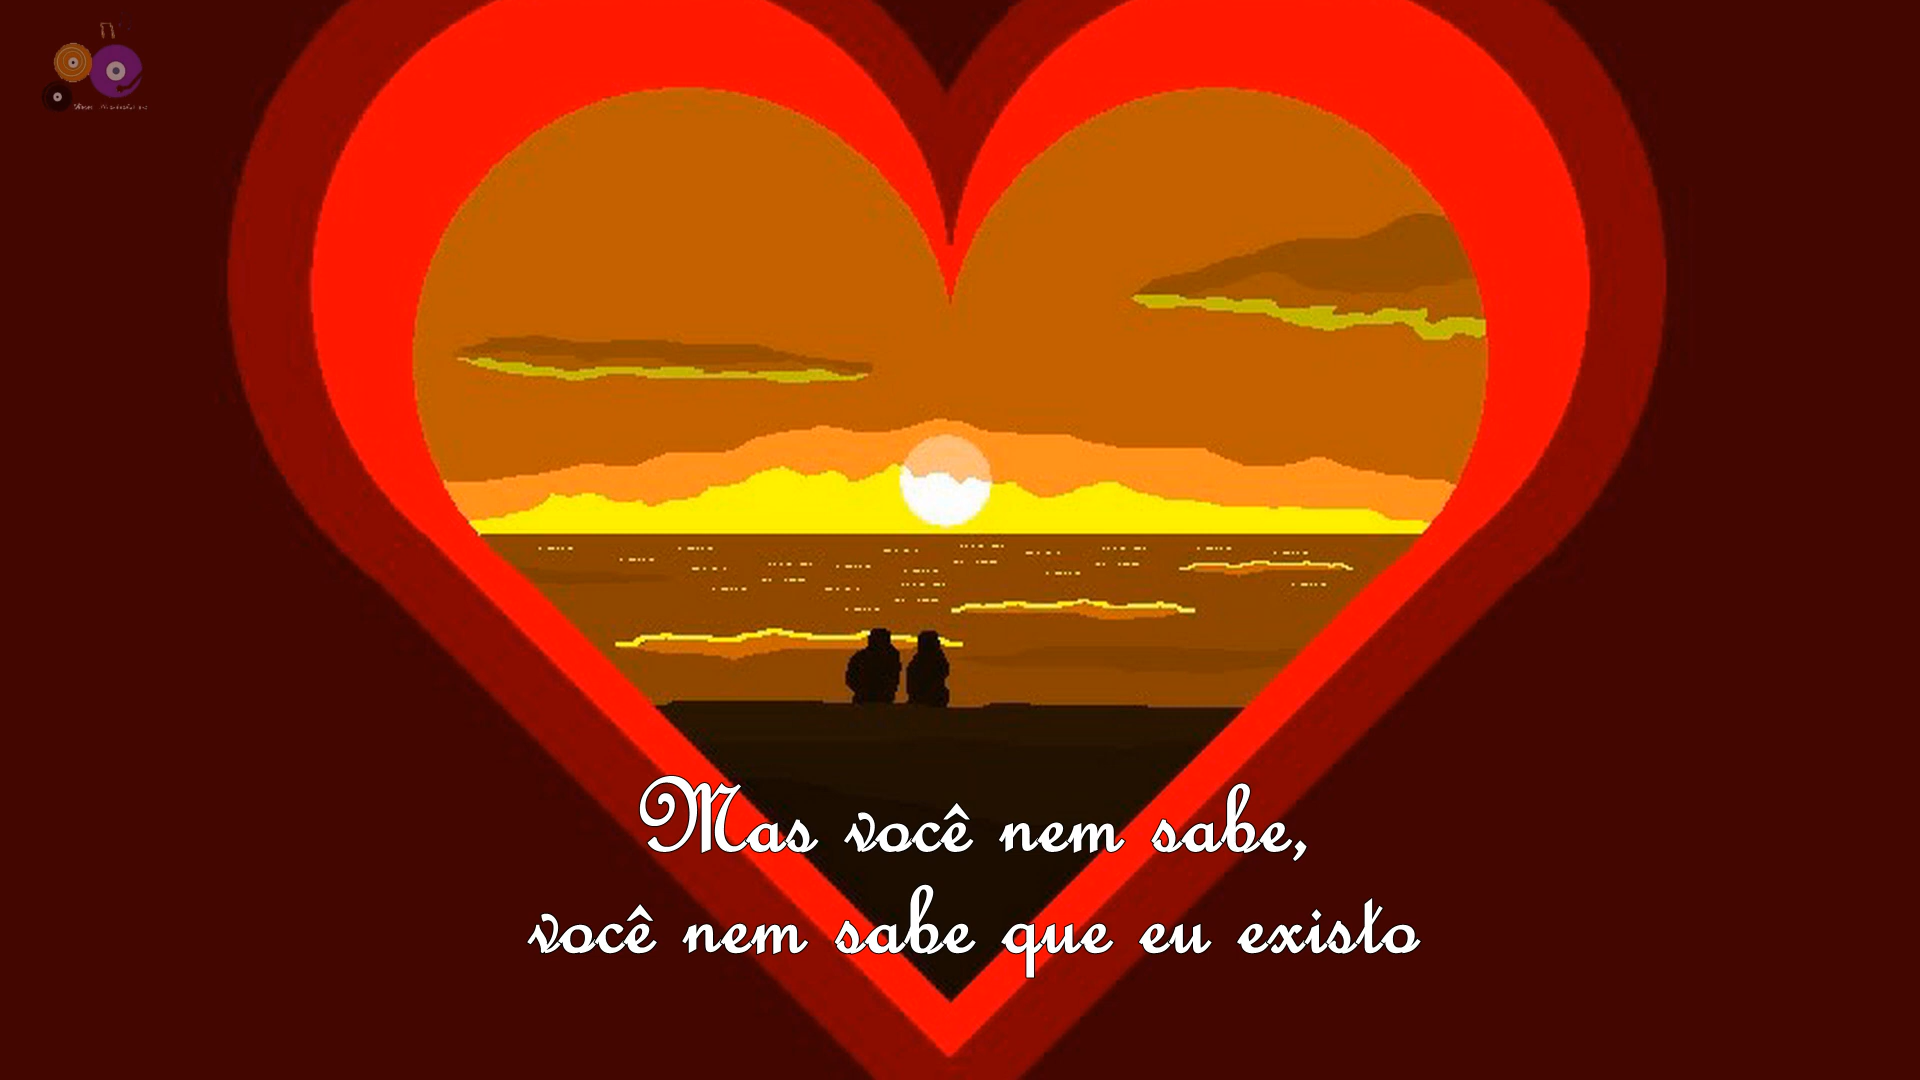 Mas você nem sabe,
você nem sabe que eu existo